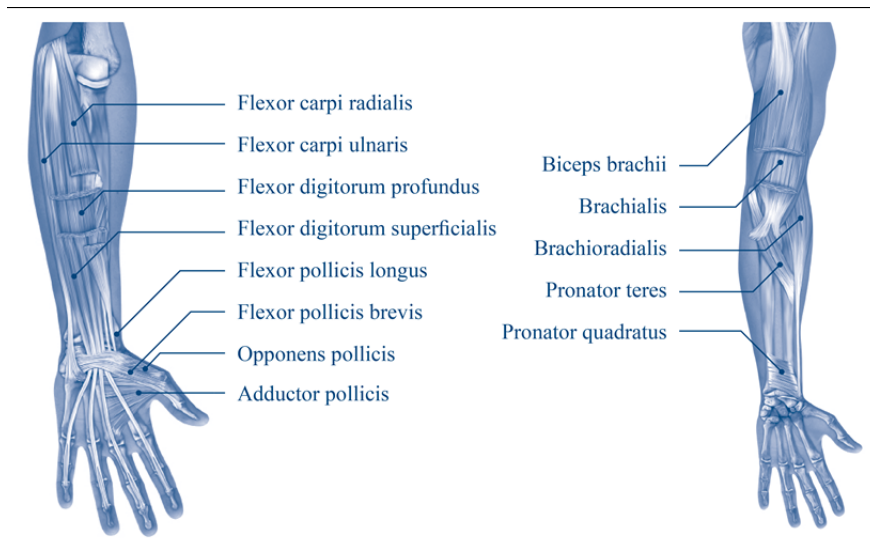 Flexor carpi radialis
Flexor carpi ulnaris
Flexor digitorum profundus
Flexor digitorum superficialis
Flexor pollicis longus
Flexor pollicis brevis
Opponens pollicis
Adductor pollicis
Biceps brachii
Brachialis
Brachioradialis
Pronator teres
Pronator quadratus